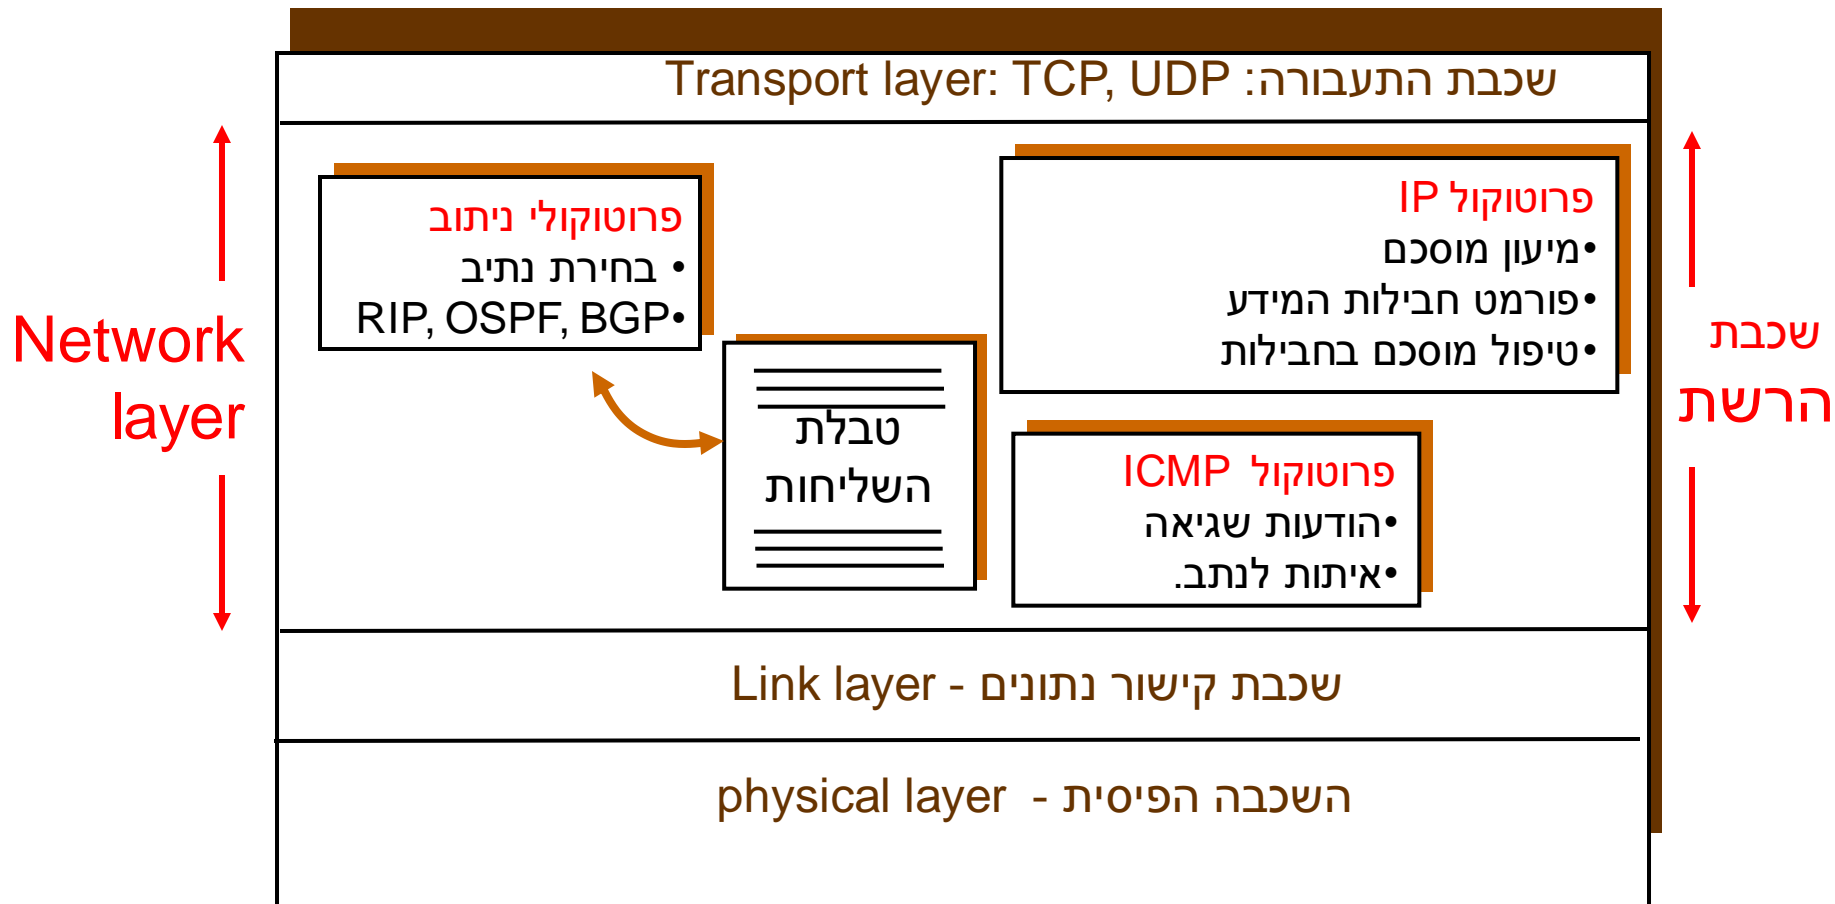 שכבת התעבורה: Transport layer: TCP, UDP
פרוטוקול IP
•מיעון מוסכם
•פורמט חבילות המידע
•טיפול מוסכם בחבילות
פרוטוקולי ניתוב
• בחירת נתיב
•RIP, OSPF, BGP
שכבת
הרשת
Network
layer
טבלת
השליחות
פרוטוקול ICMP
•הודעות שגיאה
•איתות לנתב.
שכבת קישור נתונים - Link layer
השכבה הפיסית - physical layer